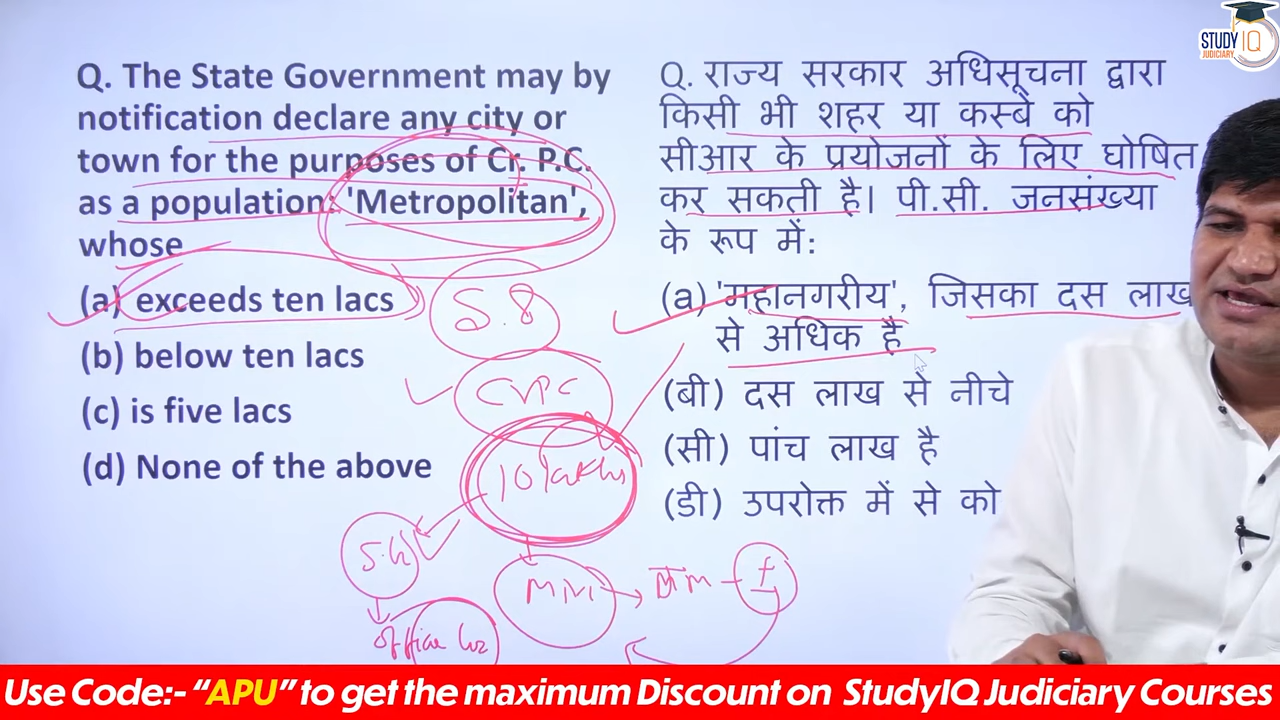 STUDY IQ
JUDICIARY
Q. The State Government may by
notification declare any city or
town for the purposes of Cr. P.C.
as a population: 'Metropolitan',
whose
(a) exceeds ten lacs
(b) below ten lacs
(c) is five lacs
(d) None of the above
Q. राज्य सरकार अधिसूचना द्वारा
किसी भी शहर या कस्बे को
सीआर के प्रयोजनों के लिए घोषित
कर सकती है। पी.सी. जनसंख्या
के रूप में:
(a) 'महानगरीय', जिसका दस लाख
से अधिक है
(बी) दस लाख से नीचे
(सी) पांच लाख है
(डी) उपरोक्त में से को
S.8
10 lakhs
MM
Use Code:- “APU” to get the maximum Discount on StudyIQ Judiciary Courses